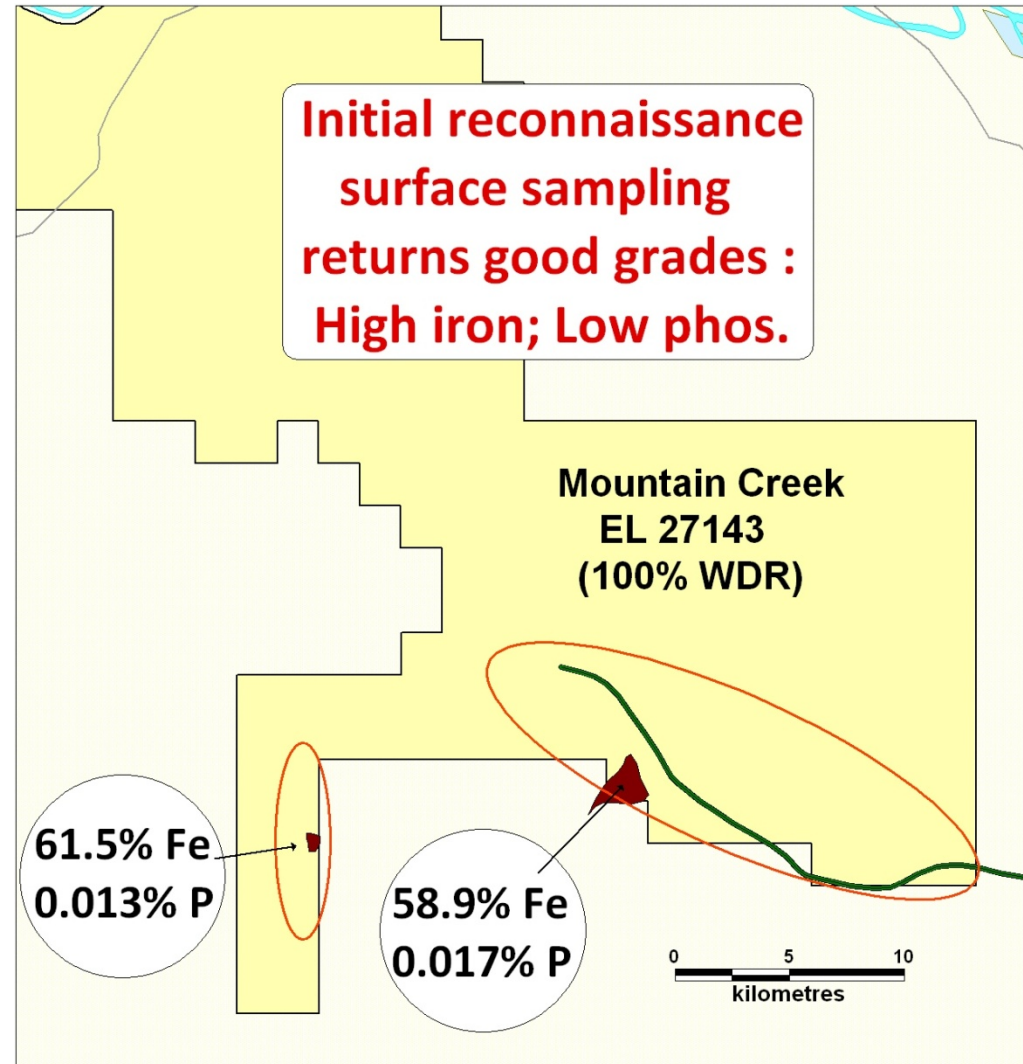 Initial reconnaissance
surface sampling
returns good grades :
High iron; Low phos.
Mountain Creek
EL 27143
(100% WDR)
61.5% Fe
0.013% P
58.9% Fe
0.017% P
0 5 10
kilometres